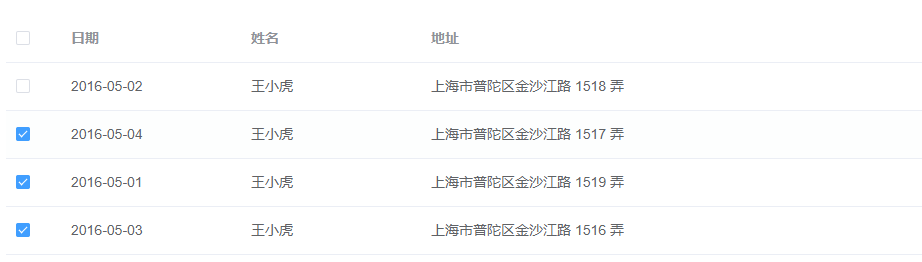 日期 姓名 地址
2016-05-02 王小虎 上海市普陀区金沙江路 1518 弄
2016-05-04 王小虎 上海市普陀区金沙江路 1517 弄
2016-05-01 王小虎 上海市普陀区金沙江路 1519 弄
2016-05-03 王小虎 上海市普陀区金沙江路 1516 弄